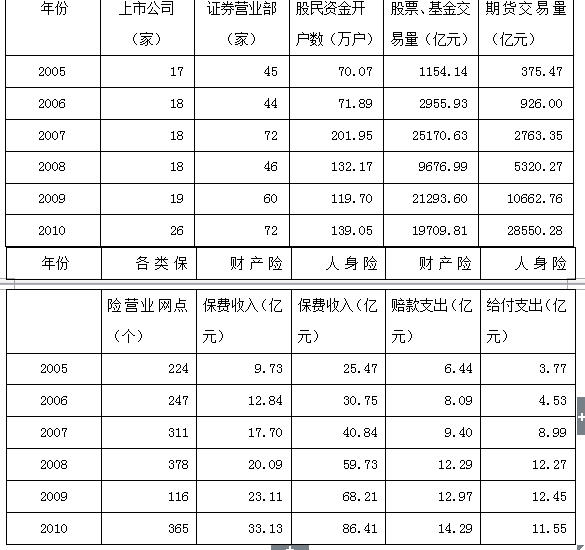 年份 上市公司 证券营业部 股民资金开 股票、基金交 期货交易量
（家） （家） 户数（万户） 易量（亿元） （亿元）
2005 17 45 70.07 1154.14 375.47
2006 18 44 71.89 2955.93 926.00
2007 18 72 201.95 25170.63 2763.35
2008 18 46 132.17 9676.99 5320.27
2009 19 60 119.70 21293.60 10662.76
2010 26 72 139.05 19709.81 28550.28
年份 各类保 财产险 人身险 财产险 人身险
险营业网点 保费收入（亿 保费收入（亿 赔款支出（亿 给付支出（亿
（个） 元） 元） 元） 元）
2005 224 9.73 25.47 6.44 3.77
2006 247 12.84 30.75 8.09 4.53
2007 311 17.70 40.84 9.40 8.99
2008 378 20.09 59.73 12.29 12.27
2009 116 23.11 68.21 12.97 12.45
2010 365 33.13 86.41 14.29 11.55